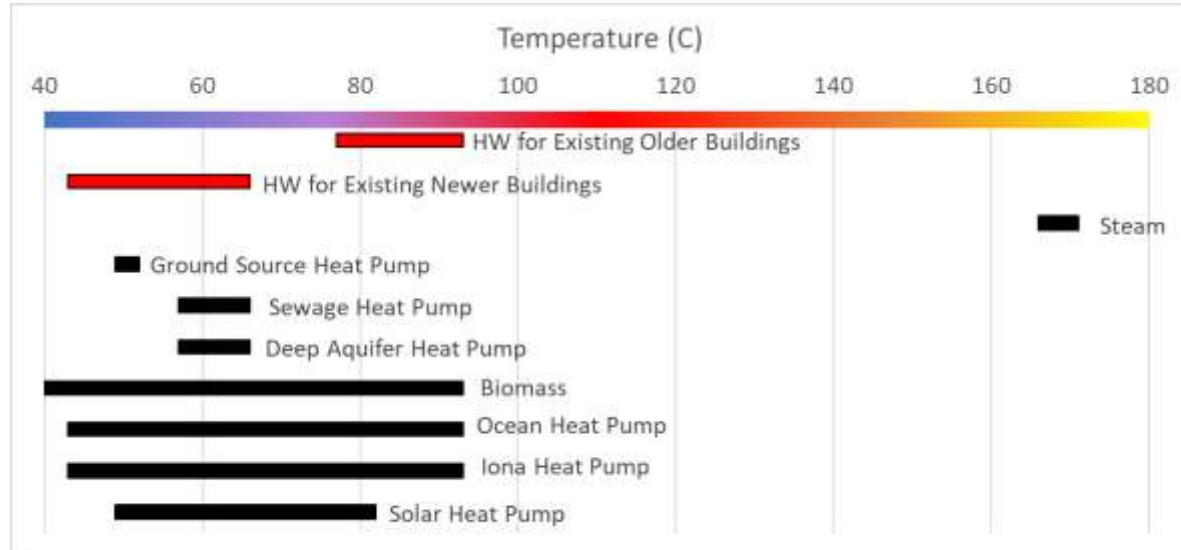 Temperature (C)
40 60 80 100 120 140 160 180
HW for Existing Older Buildings
HW for Existing Newer Buildings
Steam
Ground Source Heat Pump
Sewage Heat Pump
Deep Aquifer Heat Pump
Biomass
Ocean Heat Pump
Iona Heat Pump
Solar Heat Pump